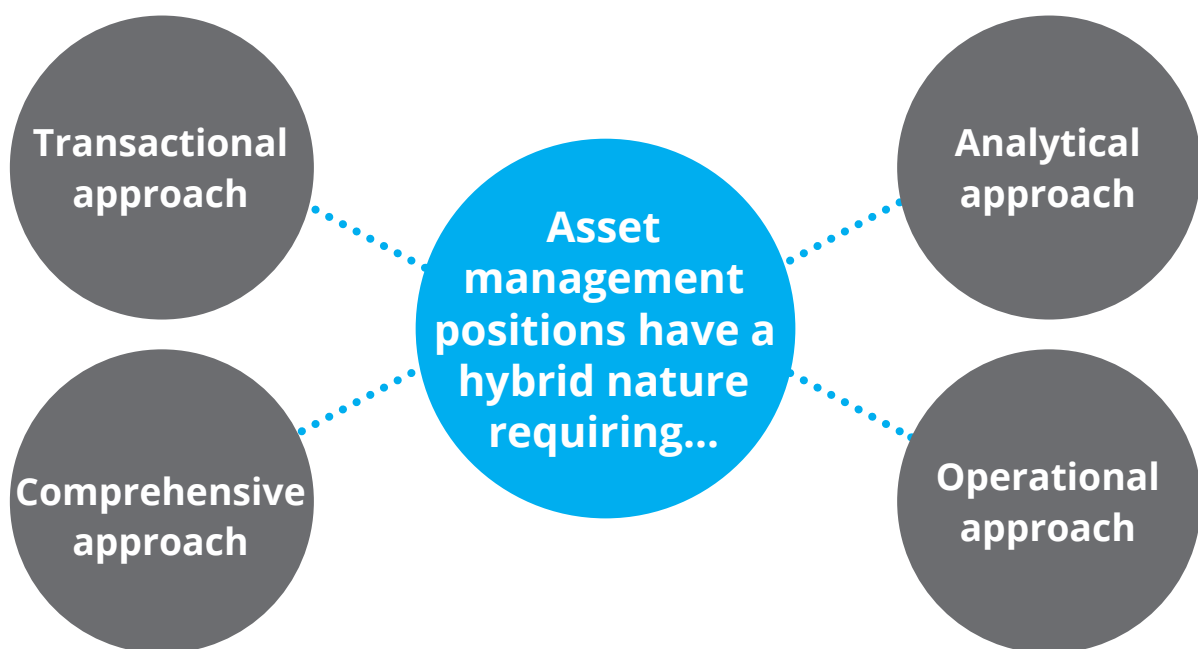 Transactional
approach
Analytical
approach
Asset
management
positions have a
hybrid nature
requiring...
Comprehensive
approach
Operational
approach